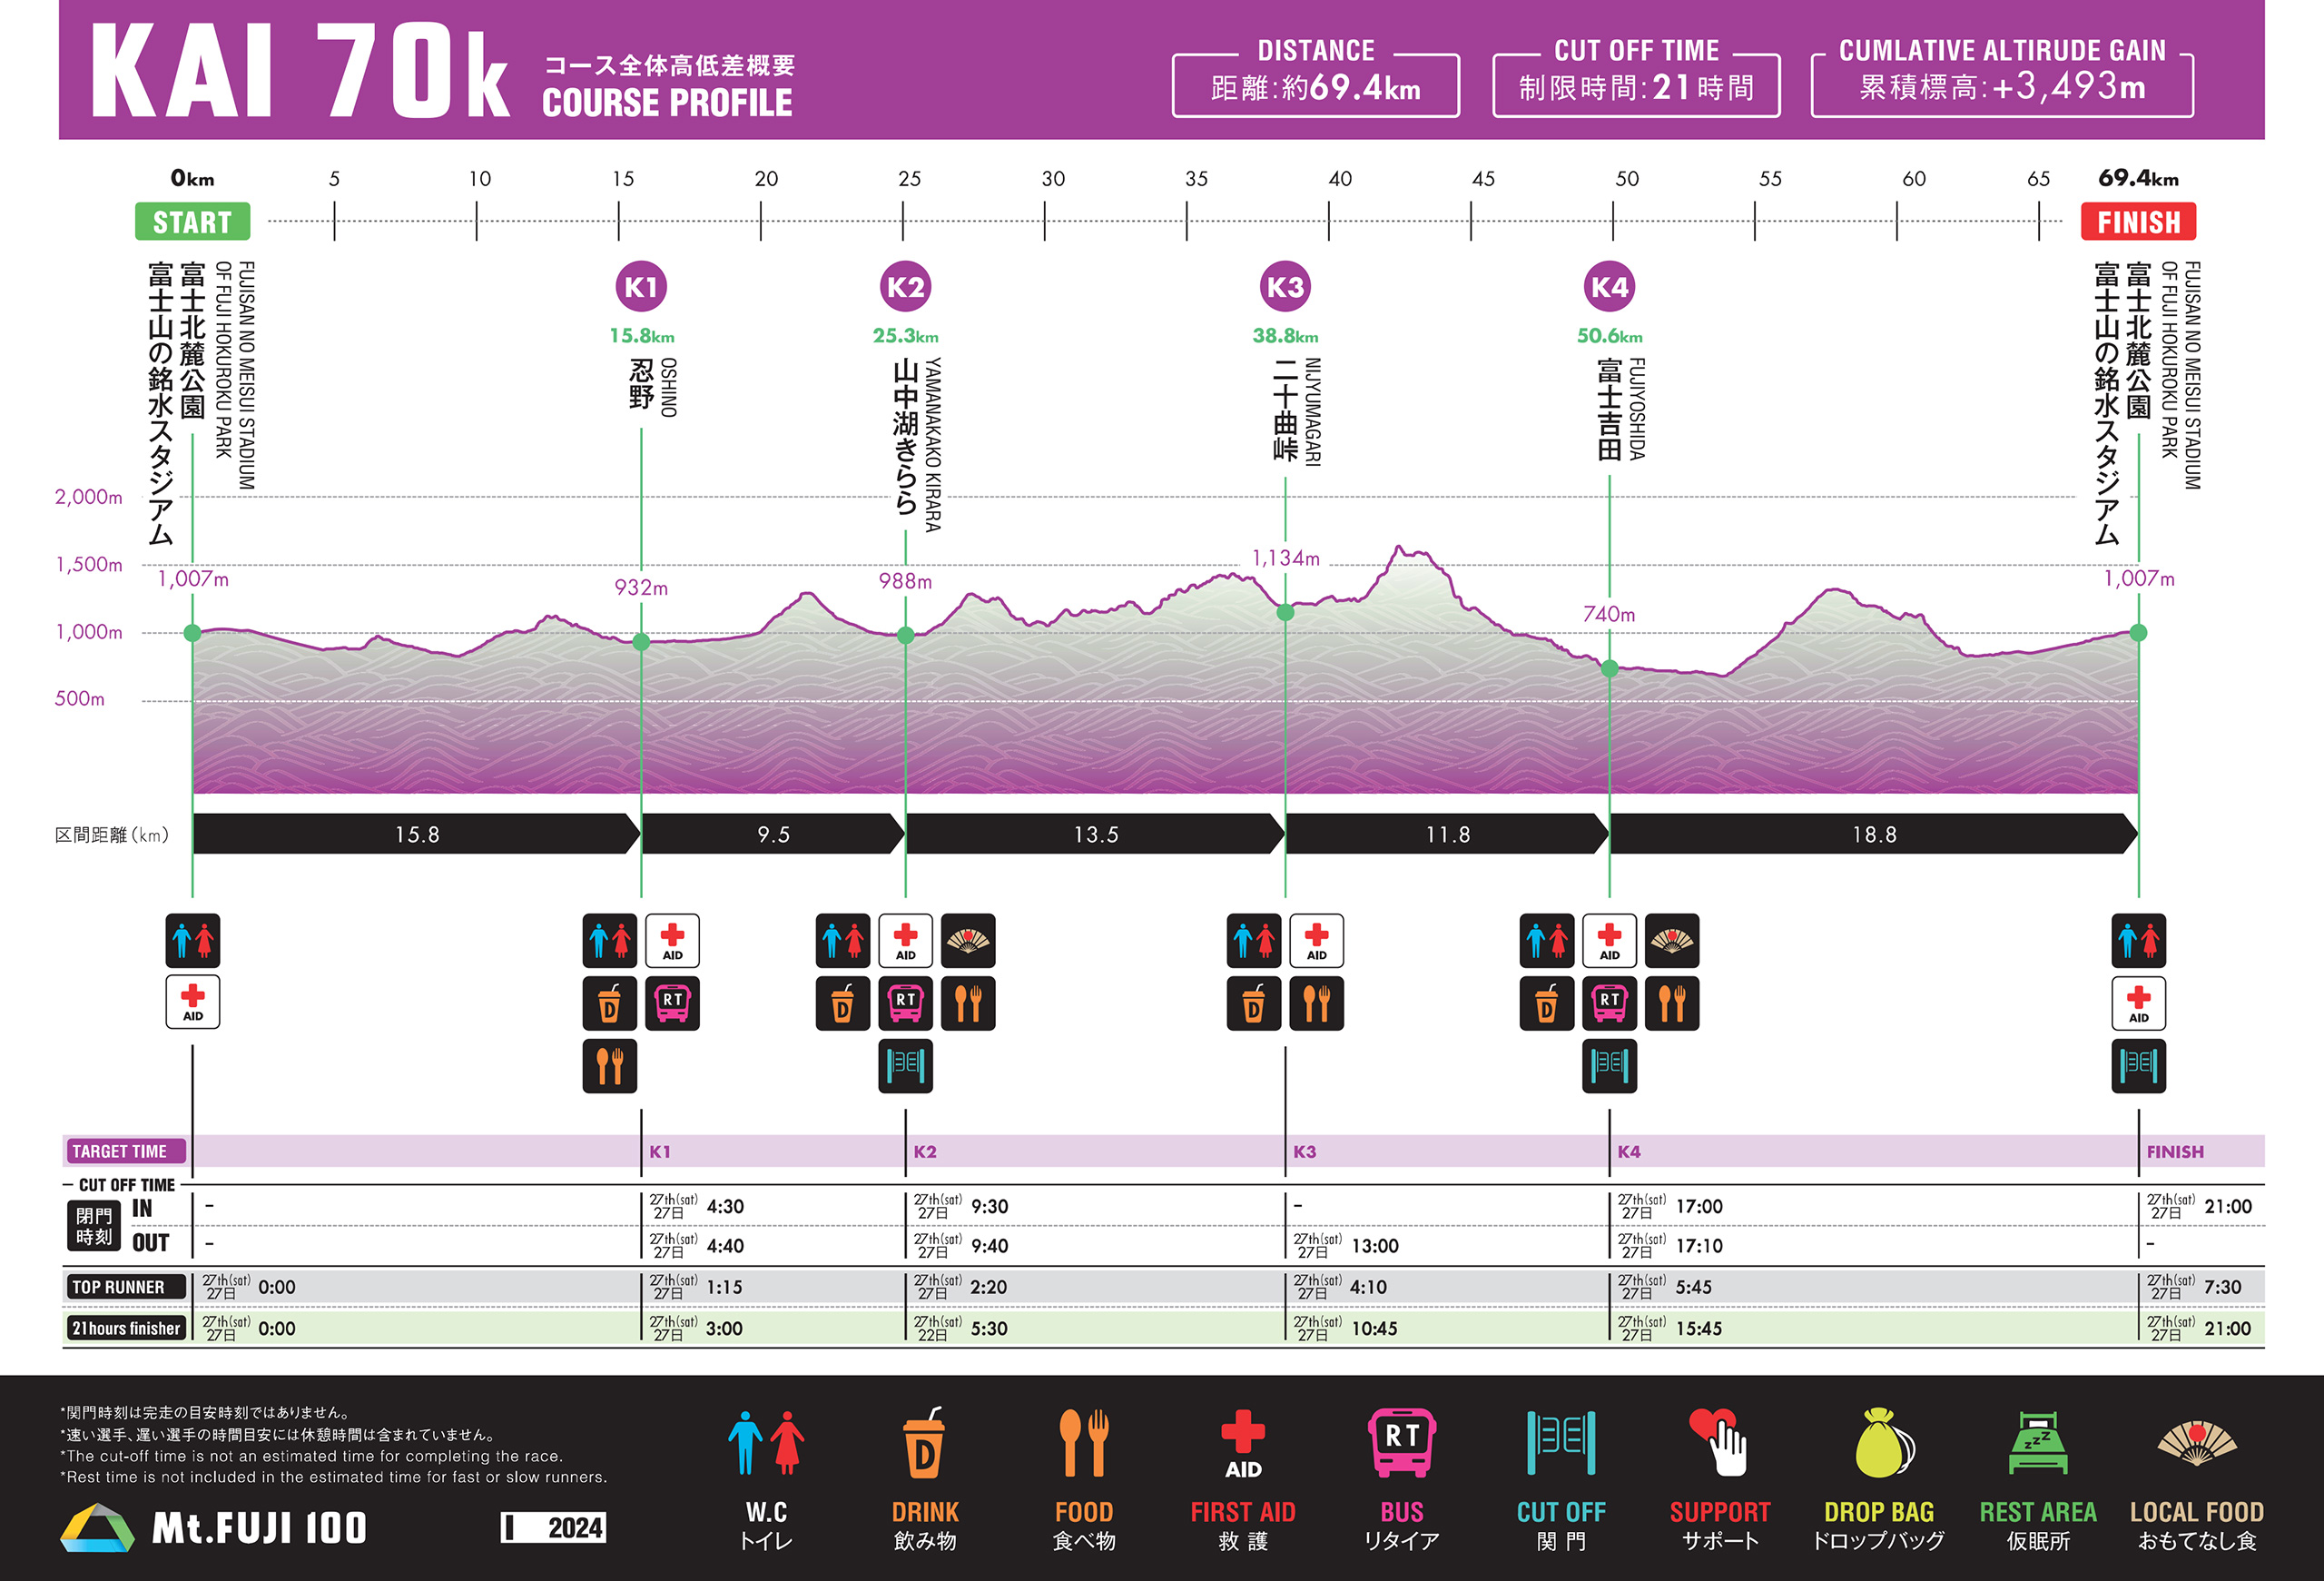 KAI 70k
コース全体高低差概要
COURSE PROFILE
DISTANCE
距離:約69.4km
CUT OFF TIME
制限時間:21時間
CUMLATIVE ALTIRUDE GAIN
累積標高:+3,493m
0km 5 10 15 20 25 30 35 40 45 50 55 60 65 69.4km
START
FINISH
富士北麓公園
富士山の銘水スタジアム
FUJISAN NO MEISUI STADIUM
OF FUJI HOKUROKU PARK
K1
15.8km
忍野
OSHINO
K2
25.3km
山中湖きらら
YAMANAKAKO KIRARA
K3
38.8km
二十曲峠
NIJYUMAGARI
K4
50.6km
富士吉田
FUJIYOSHIDA
富士北麓公園
富士山の銘水スタジアム
FUJISAN NO MEISUI STADIUM
OF FUJI HOKUROKU PARK
2,000m
1,500m
1,000m
500m
1,007m
932m
988m
1,134m
740m
1,007m
区間距離(km)
15.8 9.5 13.5 11.8 18.8
AID
AID
D
RT
AID
D
RT
AID
D
AID
D
RT
AID
TARGET TIME K1 K2 K3 K4 FINISH
CUT OFF TIME
閉門
時刻
IN - 27th(sat) 27日 4:30 27th(sat) 27日 9:30 - 27th(sat) 27日 17:00 27th(sat) 27日 21:00
OUT - 27th(sat) 27日 4:40 27th(sat) 27日 9:40 27th(sat) 27日 13:00 27th(sat) 27日 17:10 -
TOP RUNNER 27th(sat) 27日 0:00 27th(sat) 27日 1:15 27th(sat) 27日 2:20 27th(sat) 27日 4:10 27th(sat) 27日 5:45 27th(sat) 27日 7:30
21hours finisher 27th(sat) 27日 0:00 27th(sat) 27日 3:00 27th(sat) 22日 5:30 27th(sat) 27日 10:45 27th(sat) 27日 15:45 27th(sat) 27日 21:00
*関門時刻は完走の目安時刻ではありません。
*速い選手、遅い選手の時間目安には休憩時間は含まれていません。
*The cut-off time is not an estimated time for completing the race.
*Rest time is not included in the estimated time for fast or slow runners.
Mt.FUJI 100
2024
W.C
トイレ
D
DRINK
飲み物
FOOD
食べ物
AID
FIRST AID
救護
RT
BUS
リタイア
CUT OFF
関門
SUPPORT
サポート
DROP BAG
ドロップバッグ
zzz
REST AREA
仮眠所
LOCAL FOOD
おもてなし食